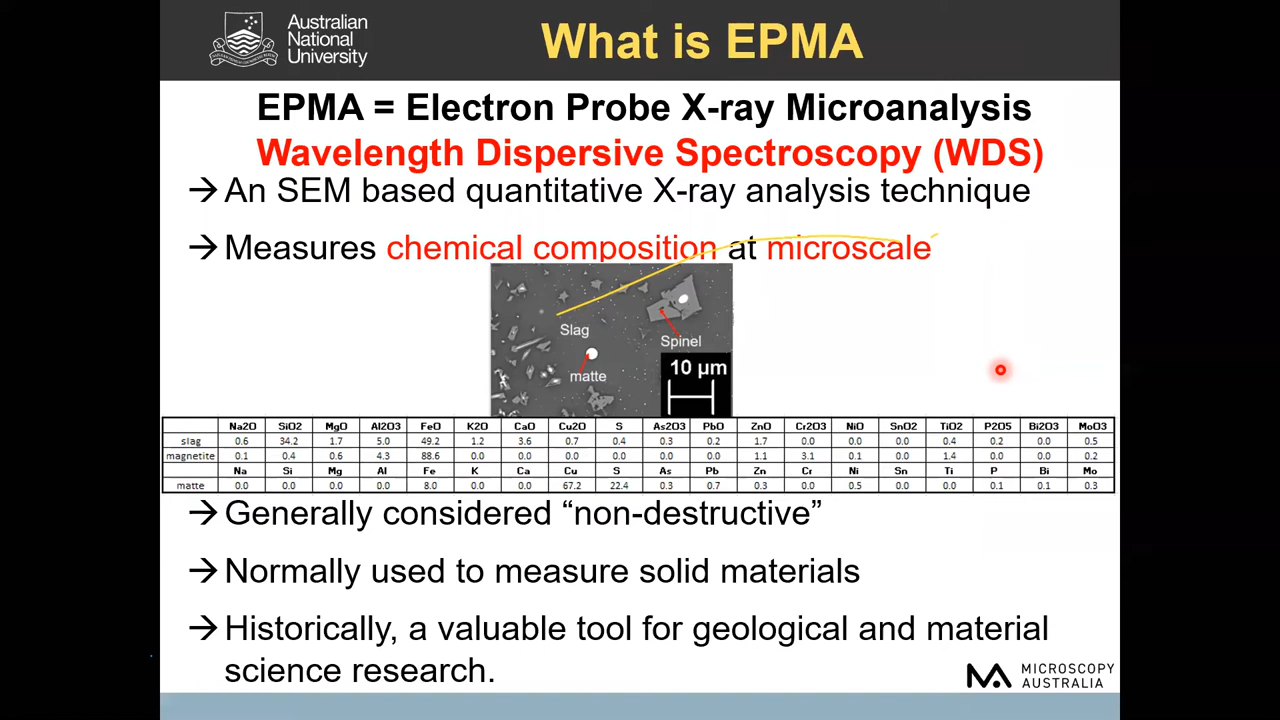 Australian
National
University
What is EPMA
EPMA = Electron Probe X-ray Microanalysis
Wavelength Dispersive Spectroscopy (WDS)
→ An SEM based quantitative X-ray analysis technique
→ Measures chemical composition at microscale
Slag
Spinel
matte
10 μm
Na2O SiO2 MgO Al2O3 FeO K2O CaO Cu2O S As2O3 PbO ZnO Cr2O3 NiO SnO2 TiO2 P2O5 Bi2O3 MoO3
slag 0.6 34.2 1.7 5.0 49.2 1.2 3.6 0.7 0.4 0.3 0.2 1.7 0.0 0.0 0.0 0.4 0.2 0.0 0.5
magnetite 0.1 0.4 0.6 4.3 88.6 0.0 0.0 0.0 0.0 0.0 0.0 1.1 3.1 0.1 0.0 1.4 0.0 0.0 0.2
Na Si Mg Al Fe K Ca Cu S As Pb Zn Cr Ni Sn Ti P Bi Mo
matte 0.0 0.0 0.0 0.0 8.0 0.0 0.0 67.2 22.4 0.3 0.7 0.3 0.0 0.5 0.0 0.0 0.1 0.1 0.3
→ Generally considered “non-destructive”
→ Normally used to measure solid materials
→ Historically, a valuable tool for geological and material
science research.
MICROSCOPY
AUSTRALIA